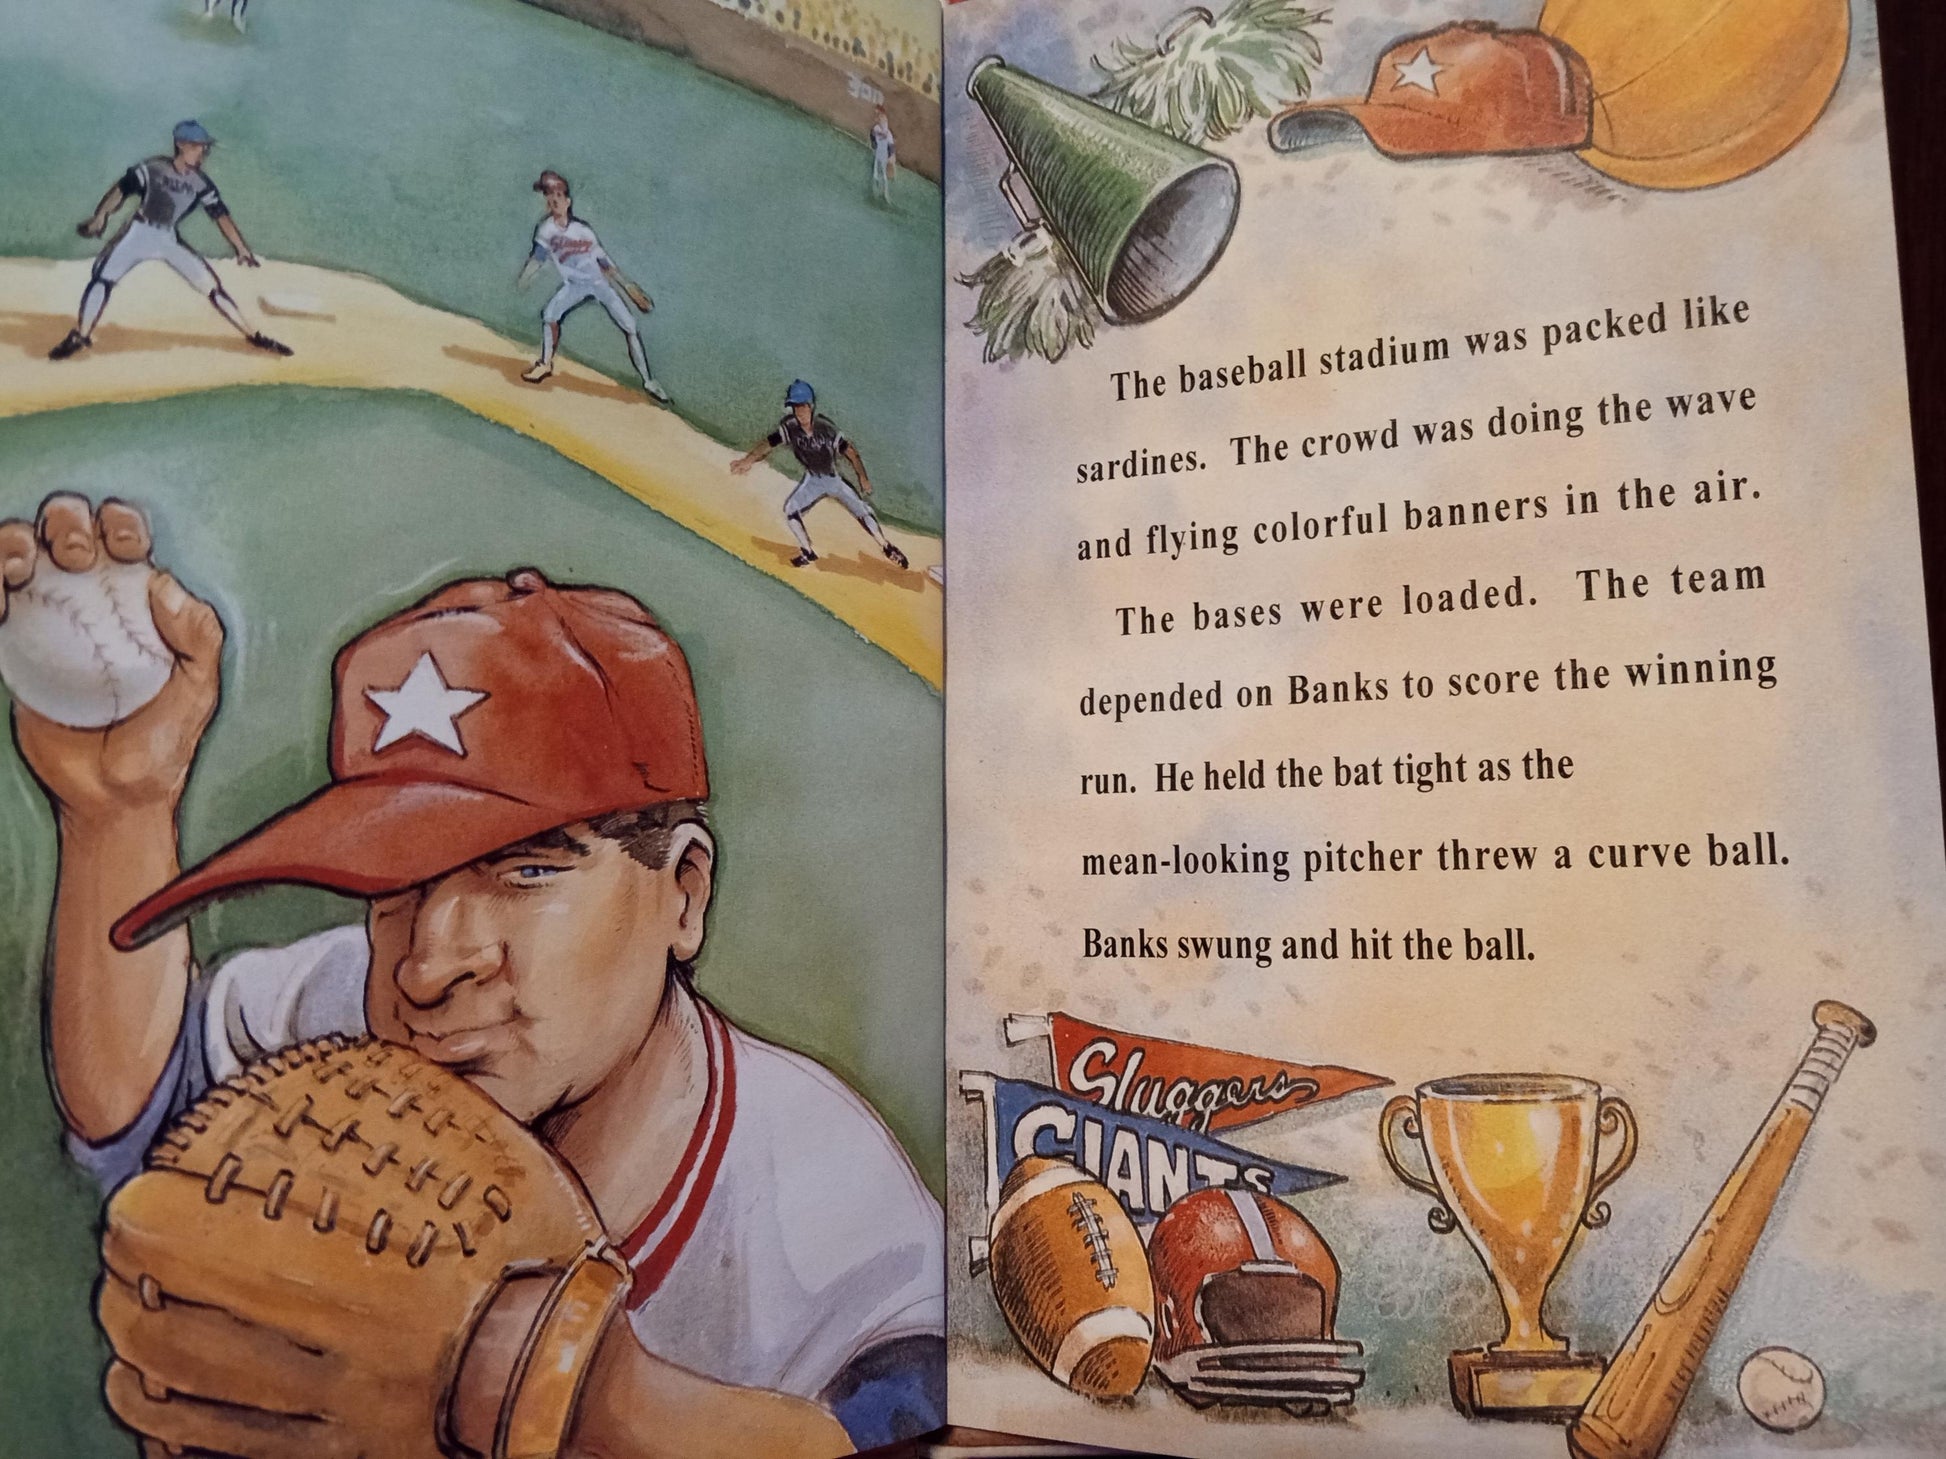 The baseball stadium was packed like
sardines. The crowd was doing the wave
and flying colorful banners in the air.
The bases were loaded. The team
depended on Banks to score the winning
run. He held the bat tight as the
mean-looking pitcher threw a curve ball.
Banks swung and hit the ball.
Sluggers
GIANTS